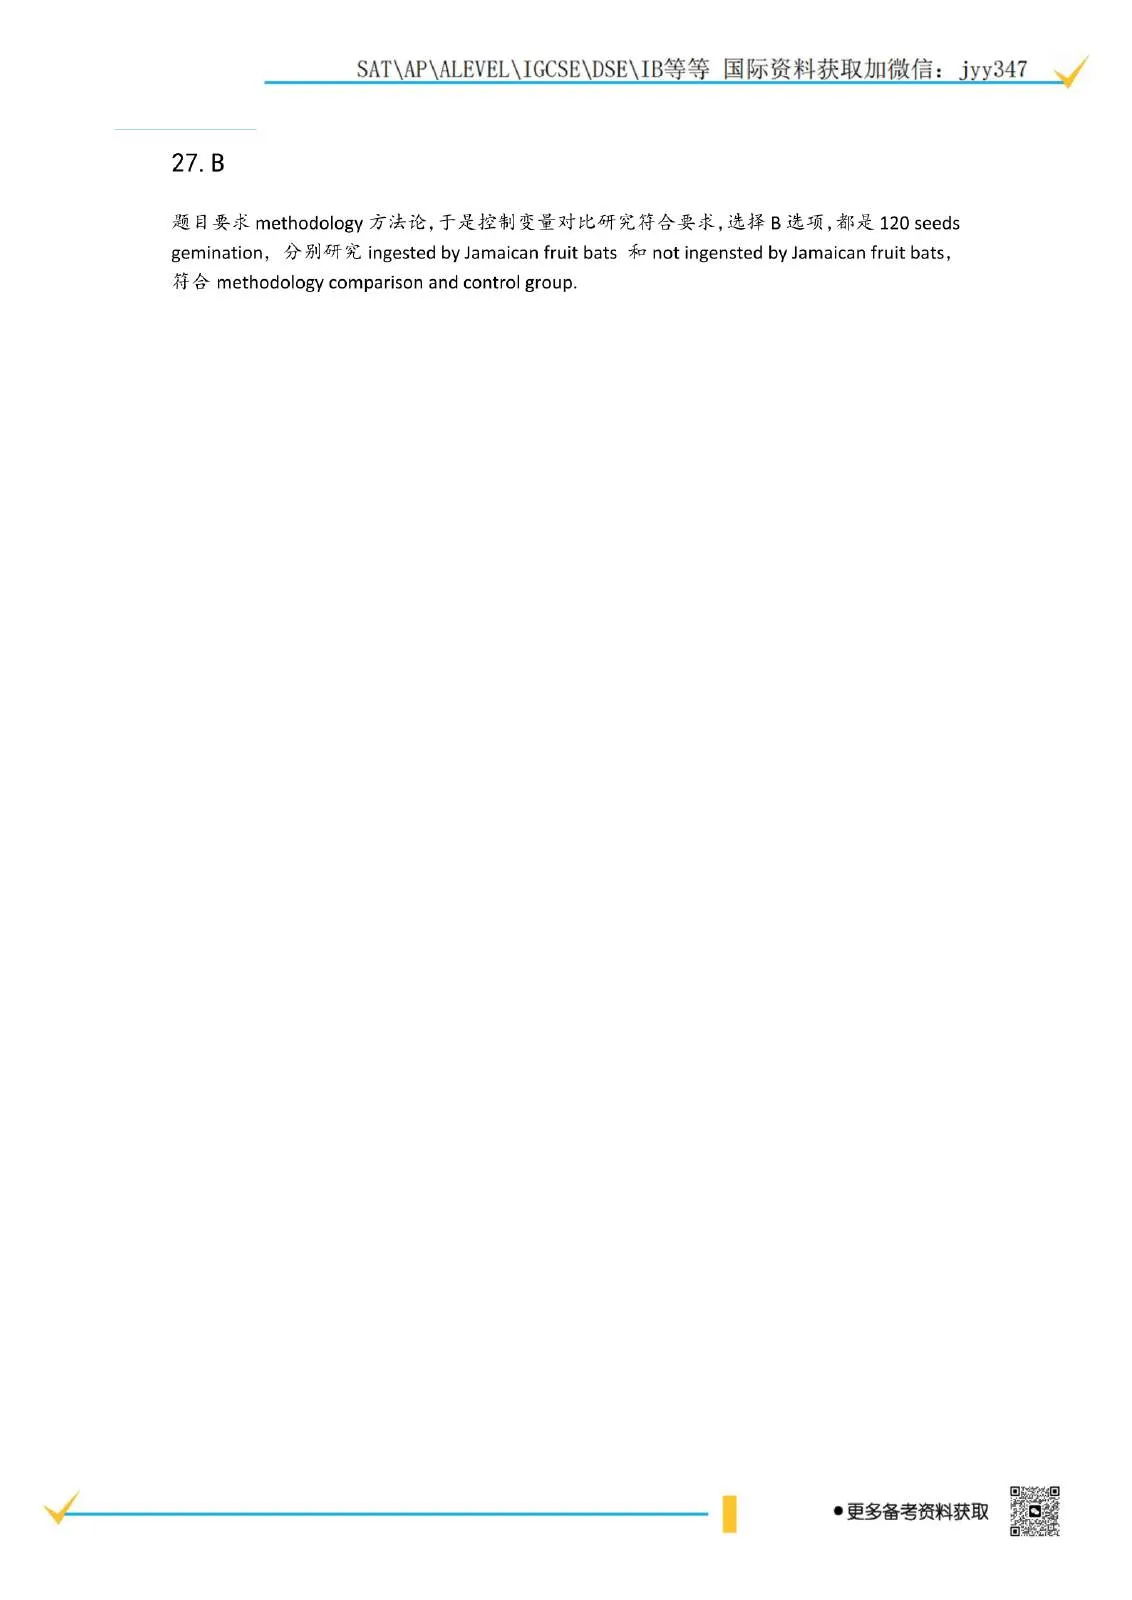 SAT\AP\ALEVEL\IGCSE\DSE\IB等等 国际资料获取加微信：jyy347
27. B
题目要求 methodology 方法论，于是控制变量对比研究符合要求，选择 B 选项，都是 120 seeds
gemination， 分别研究 ingested by Jamaican fruit bats 和 not ingensted by Jamaican fruit bats，
符合 methodology comparison and control group.
●更多备考资料获取